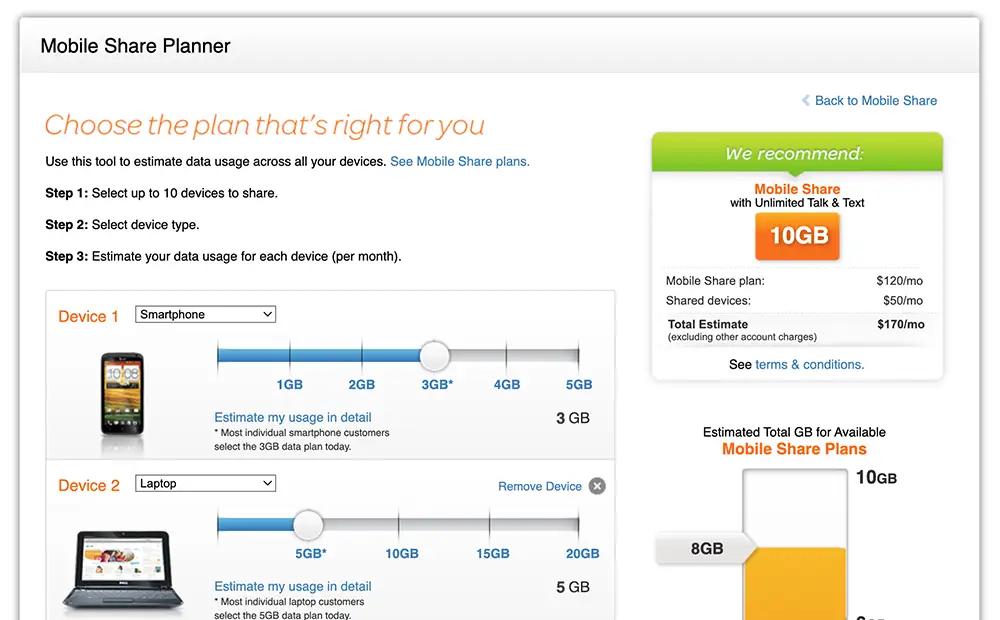 Mobile Share Planner
Back to Mobile Share
Choose the plan that's right for you
Use this tool to estimate data usage across all your devices. See Mobile Share plans.
Step 1: Select up to 10 devices to share.
Step 2: Select device type.
Step 3: Estimate your data usage for each device (per month).
Device 1 Smartphone
1GB 2GB 3GB* 4GB 5GB
Estimate my usage in detail 3 GB
* Most individual smartphone customers
select the 3GB data plan today.
Device 2 Laptop Remove Device
5GB* 10GB 15GB 20GB
Estimate my usage in detail 5 GB
* Most individual laptop customers
select the 5GB data plan today.
We recommend:
Mobile Share
with Unlimited Talk & Text
10GB
Mobile Share plan: $120/mo
Shared devices: $50/mo
Total Estimate $170/mo
(excluding other account charges)
See terms & conditions.
Estimated Total GB for Available
Mobile Share Plans
10GB
8GB